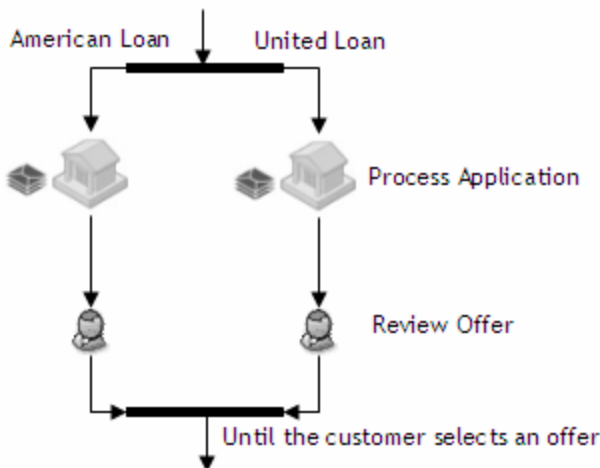 American Loan
United Loan
Process Application
Review Offer
Until the customer selects an offer